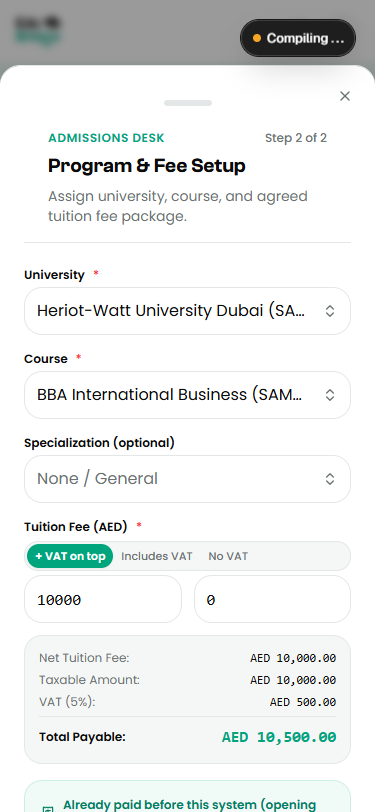 Compiling ...
ADMISSIONS DESK
Step 2 of 2
Program & Fee Setup
Assign university, course, and agreed
tuition fee package.
University *
Heriot-Watt University Dubai (SA...
Course *
BBA International Business (SAM...
Specialization (optional)
None / General
Tuition Fee (AED) *
+ VAT on top
Includes VAT
No VAT
10000
0
Net Tuition Fee:
AED 10,000.00
Taxable Amount:
AED 10,000.00
VAT (5%):
AED 500.00
Total Payable:
AED 10,500.00
Already paid before this system (opening